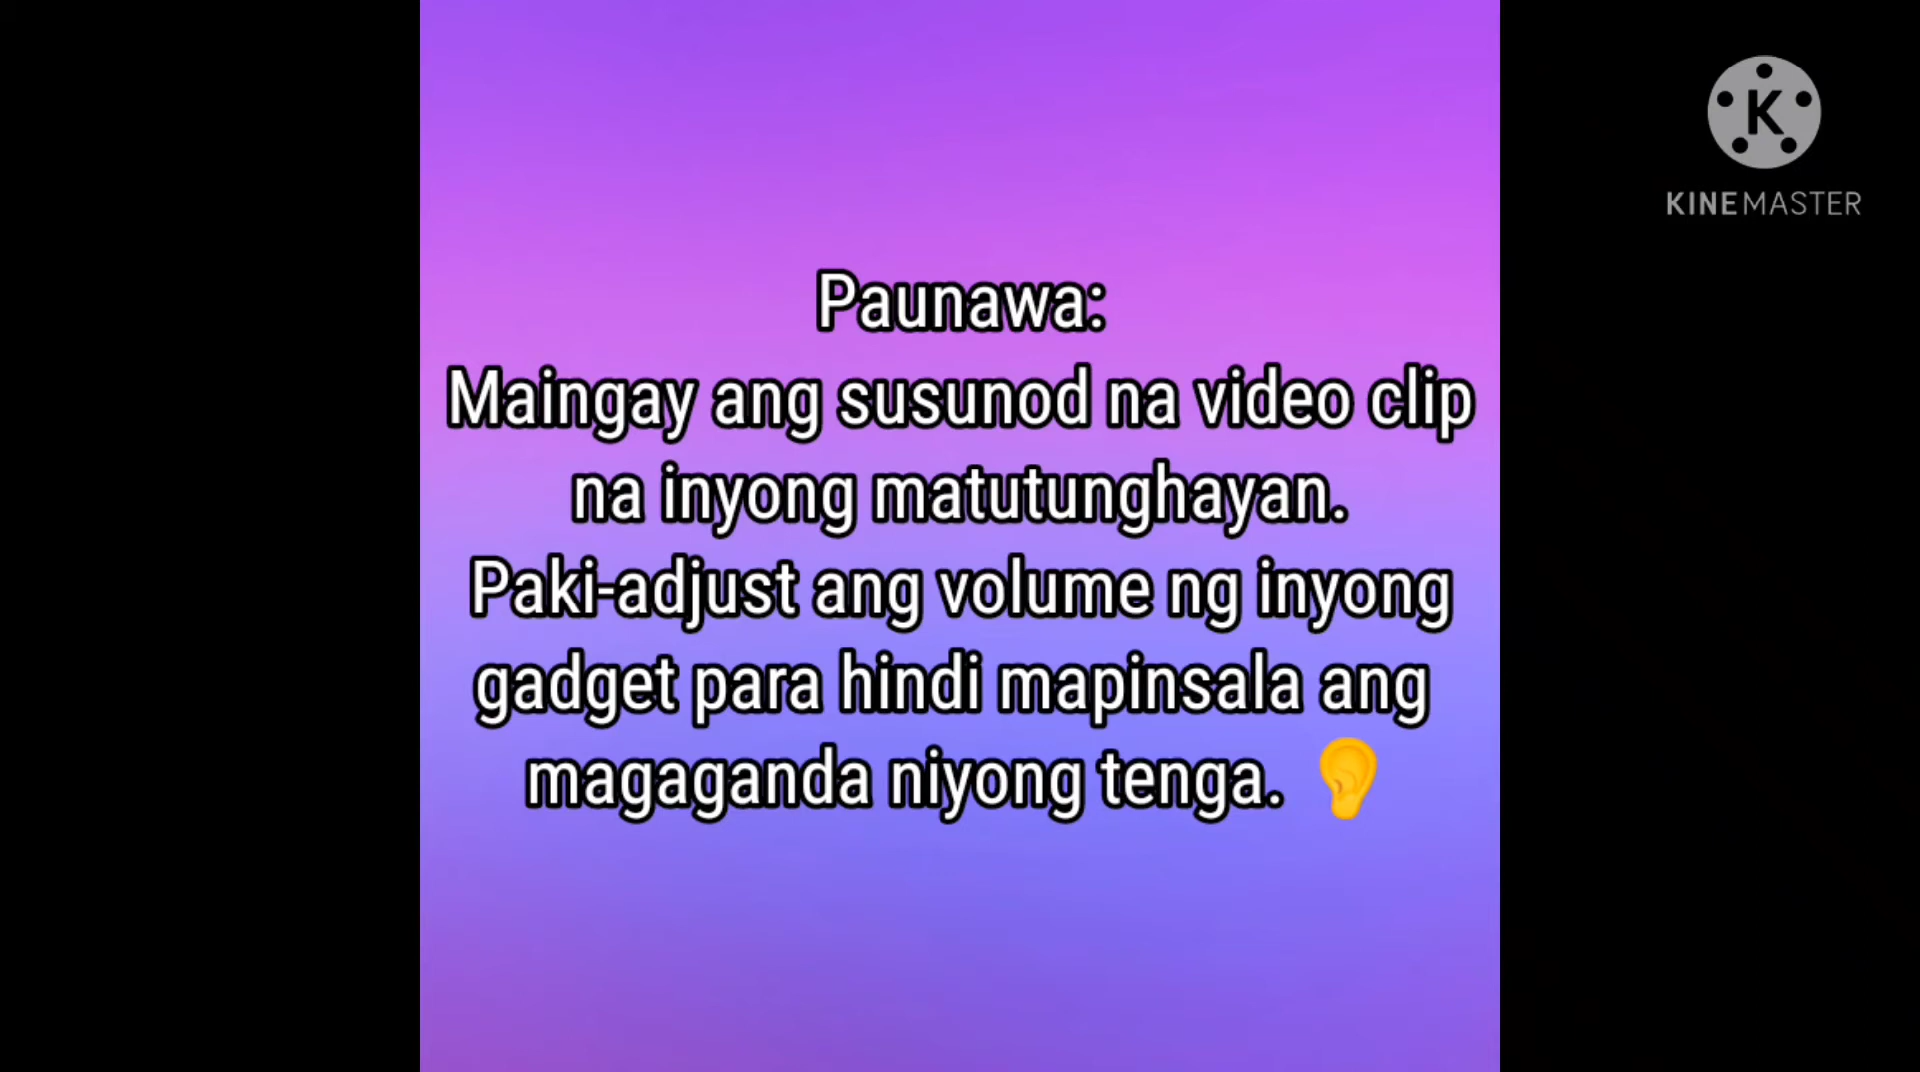 KINEMASTER
Paunawa:
Maingay ang susunod na video clip
na inyong matutunghayan.
Paki-adjust ang volume ng inyong
gadget para hindi mapinsala ang
magaganda niyong tenga. 👂